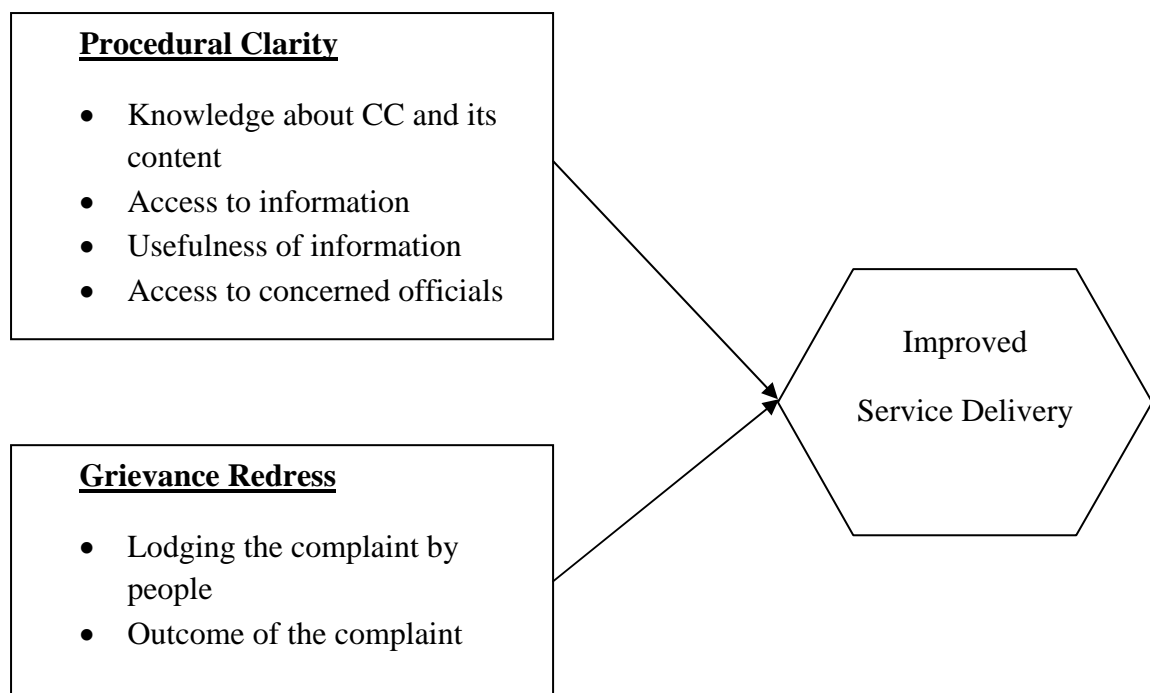 Procedural Clarity
• Knowledge about CC and its
content
• Access to information
• Usefulness of information
• Access to concerned officials
Improved
Service Delivery
Grievance Redress
• Lodging the complaint by
people
• Outcome of the complaint